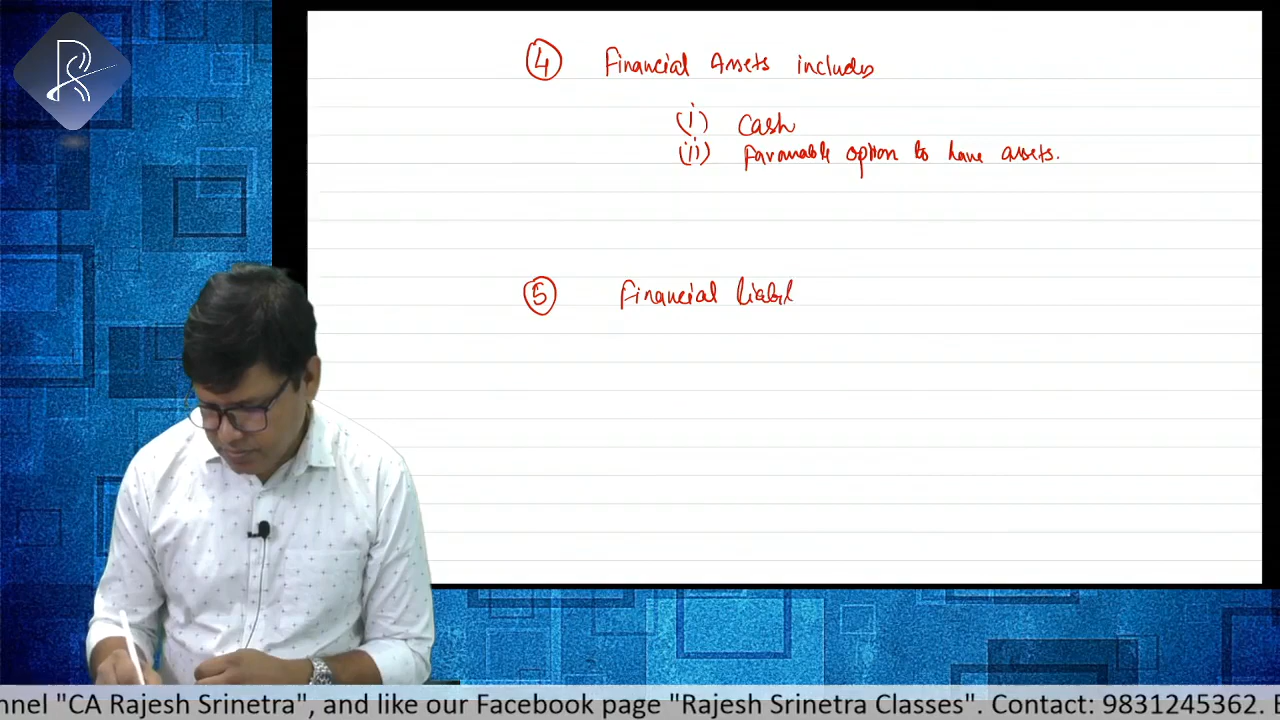 ④ Financial Assets includes
(i) Cash
(ii) favourable option to have assets.
⑤ Financial liabil
nnel "CA Rajesh Srinetra", and like our Facebook page "Rajesh Srinetra Classes". Contact: 9831245362. E